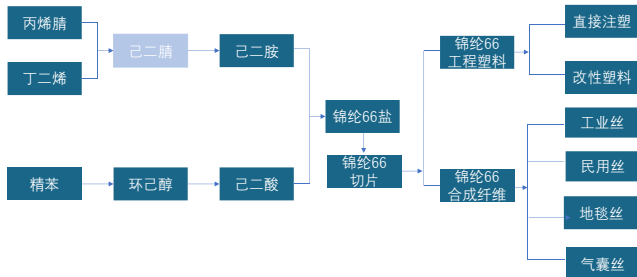 丙烯腈
丁二烯
己二腈
己二胺
精苯
环己醇
己二酸
锦纶66盐
锦纶66
切片
锦纶66
工程塑料
锦纶66
合成纤维
直接注塑
改性塑料
工业丝
民用丝
地毯丝
气囊丝